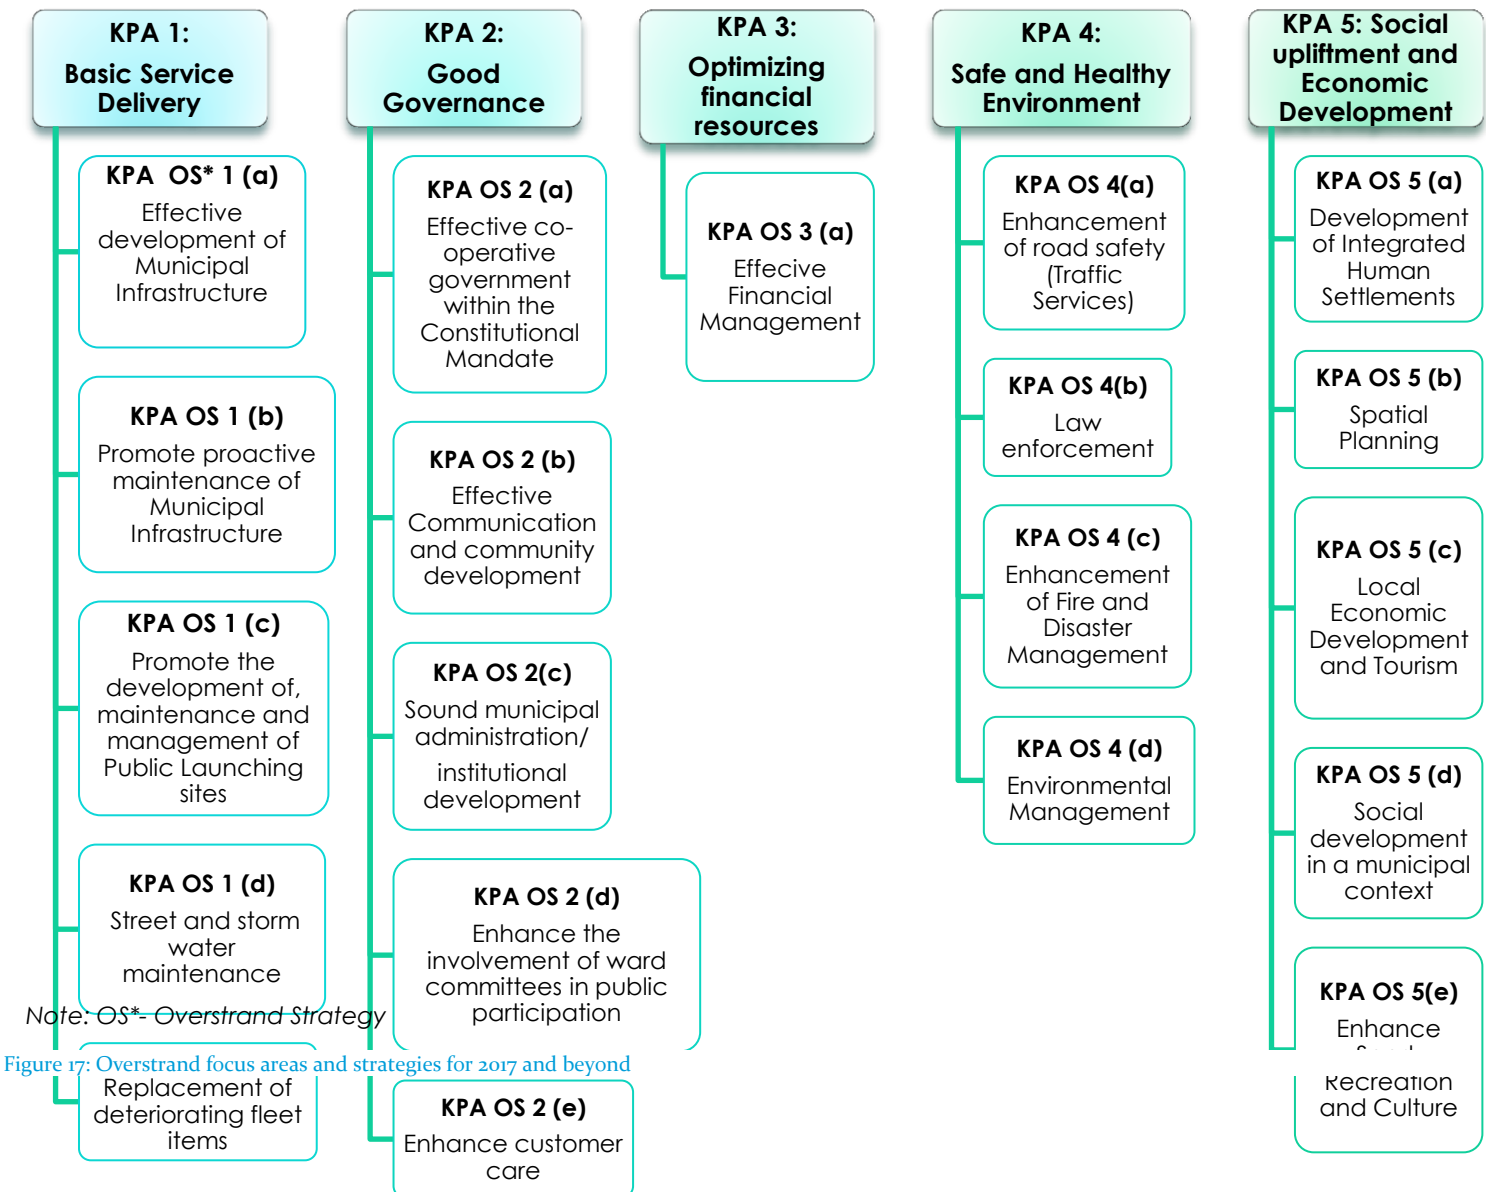 KPA 1:
Basic Service
Delivery
KPA OS* 1 (a)
Effective
development of
Municipal
Infrastructure
KPA OS 1 (b)
Promote proactive
maintenance of
Municipal
Infrastructure
KPA OS 1 (c)
Promote the
development of,
maintenance and
management of
Public Launching
sites
KPA OS 1 (d)
Street and storm
water
maintenance
Replacement of
deteriorating fleet
items
KPA 2:
Good
Governance
KPA OS 2 (a)
Effective co-
operative
government
within the
Constitutional
Mandate
KPA OS 2 (b)
Effective
Communication
and community
development
KPA OS 2(c)
Sound municipal
administration/
institutional
development
KPA OS 2 (d)
Enhance the
involvement of ward
committees in public
participation
KPA OS 2 (e)
Enhance customer
care
KPA 3:
Optimizing
financial
resources
KPA OS 3 (a)
Effecive
Financial
Management
KPA 4:
Safe and Healthy
Environment
KPA OS 4(a)
Enhancement
of road safety
(Traffic
Services)
KPA OS 4(b)
Law
enforcement
KPA OS 4 (c)
Enhancement
of Fire and
Disaster
Management
KPA OS 4 (d)
Environmental
Management
KPA 5: Social
upliftment and
Economic
Development
KPA OS 5 (a)
Development
of Integrated
Human
Settlements
KPA OS 5 (b)
Spatial
Planning
KPA OS 5 (c)
Local
Economic
Development
and Tourism
KPA OS 5 (d)
Social
development
in a municipal
context
KPA OS 5(e)
Enhance
Recreation
and Culture
Note: OS*- Overstrand Strategy
Figure 17: Overstrand focus areas and strategies for 2017 and beyond